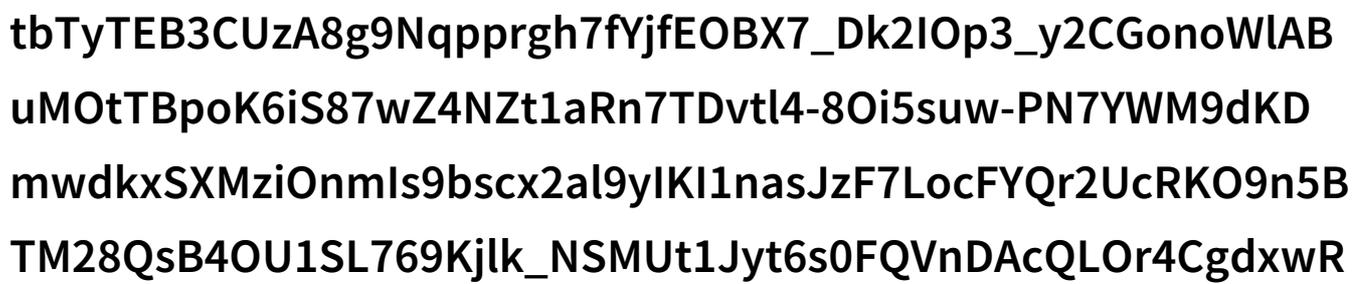 tbTyTEB3CUzA8g9Nqpprgh7fYjfEOBX7_Dk2IOp3_y2CGonoWlAB
uMOtTBpoK6iS87wZ4NZt1aRn7TDvtl4-8Oi5suw-PN7YWM9dKD
mwdkxSXMziOnmIs9bscx2al9yIKI1nasJzF7LocFYQr2UcRKO9n5B
TM28QsB4OU1SL769Kjlk_NSMUt1Jyt6s0FQVnDAcQLOr4CgdxwR